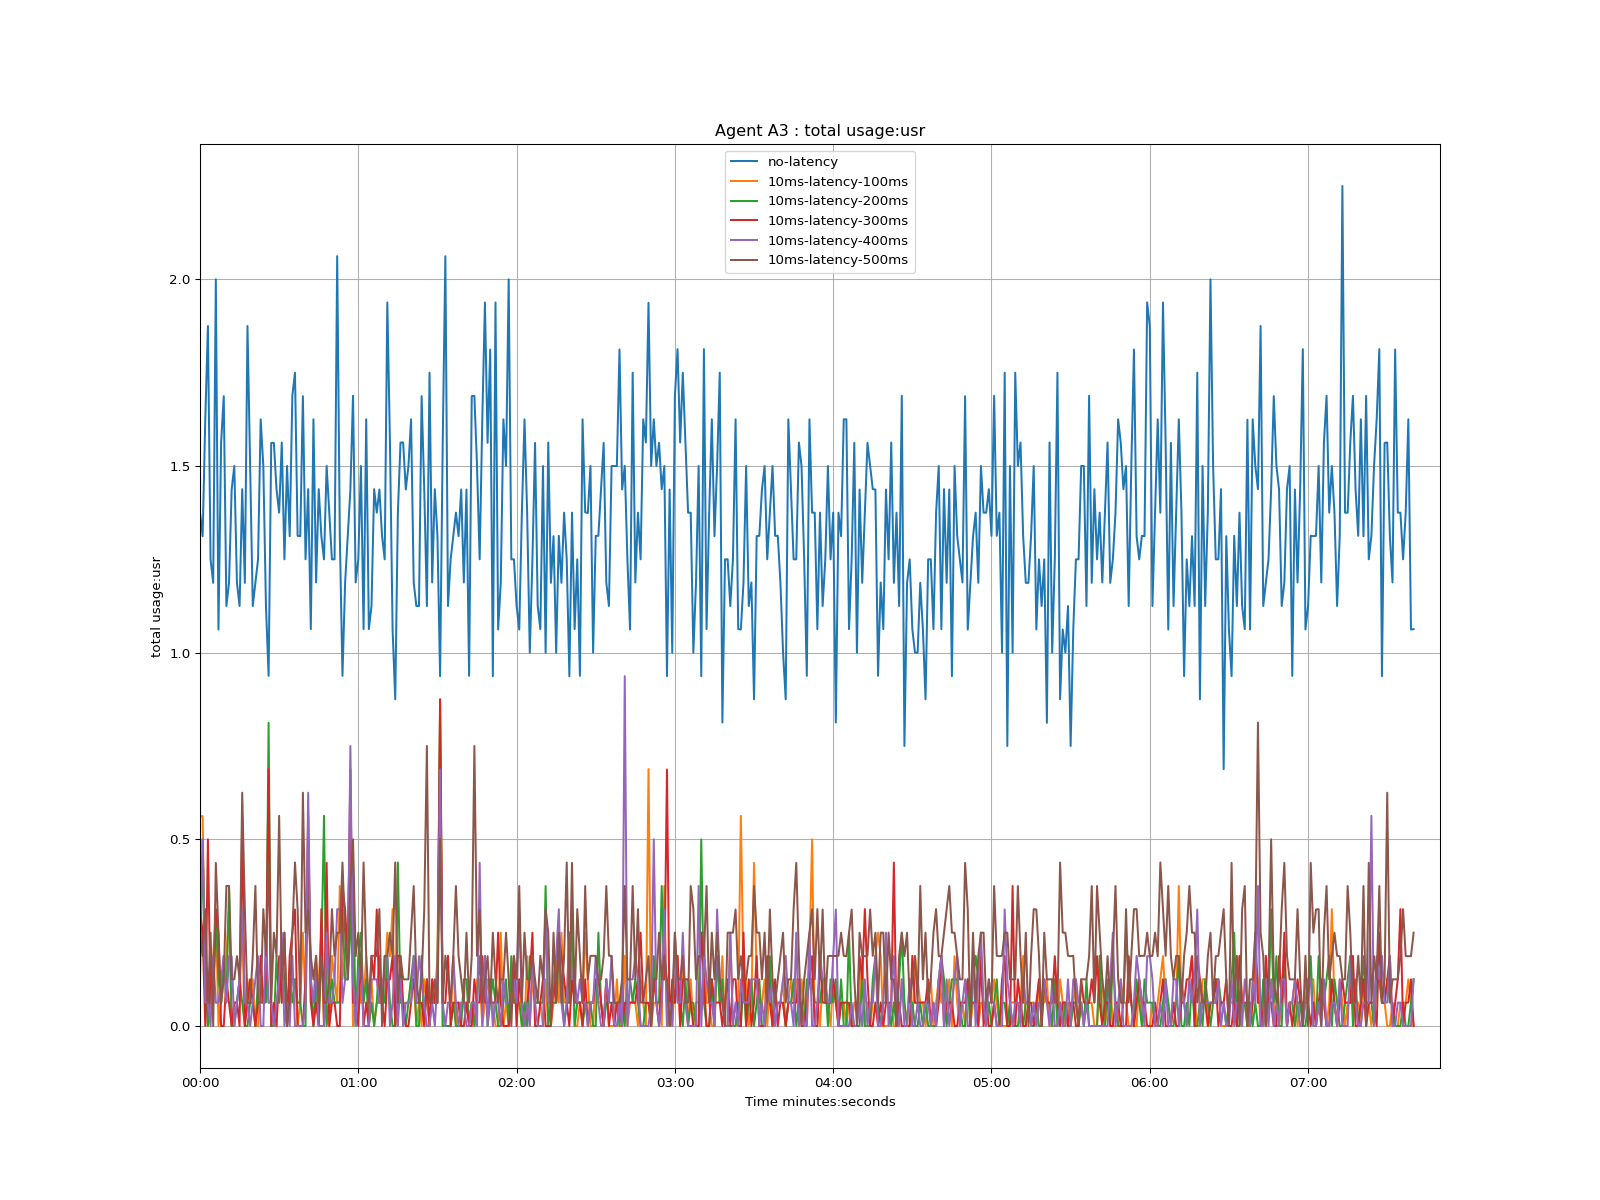 Agent A3 : total usage:usr
no-latency
10ms-latency-100ms
10ms-latency-200ms
10ms-latency-300ms
10ms-latency-400ms
10ms-latency-500ms
total usage:usr
2.0
1.5
1.0
0.5
0.0
00:00 01:00 02:00 03:00 04:00 05:00 06:00 07:00
Time minutes:seconds